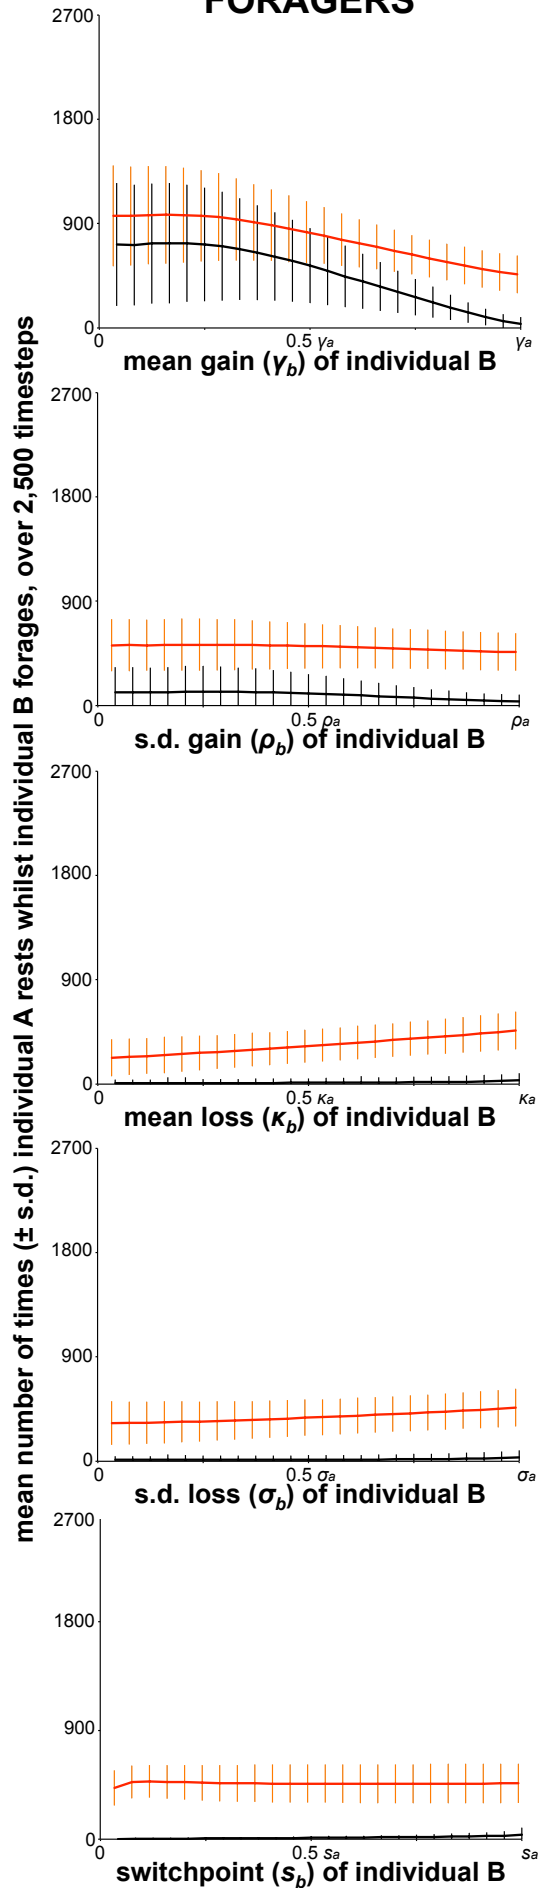 FORAGERS
mean number of times (± s.d.) individual A rests whilst individual B forages, over 2,500 timesteps
2700
1800
900
0
0 0.5 γa γa
mean gain (γb) of individual B
2700
1800
900
0
0 0.5 ρa ρa
s.d. gain (ρb) of individual B
2700
1800
900
0
0 0.5 κa κa
mean loss (κb) of individual B
2700
1800
900
0
0 0.5 σa σa
s.d. loss (σb) of individual B
2700
1800
900
0
0 0.5 sa sa
switchpoint (sb) of individual B